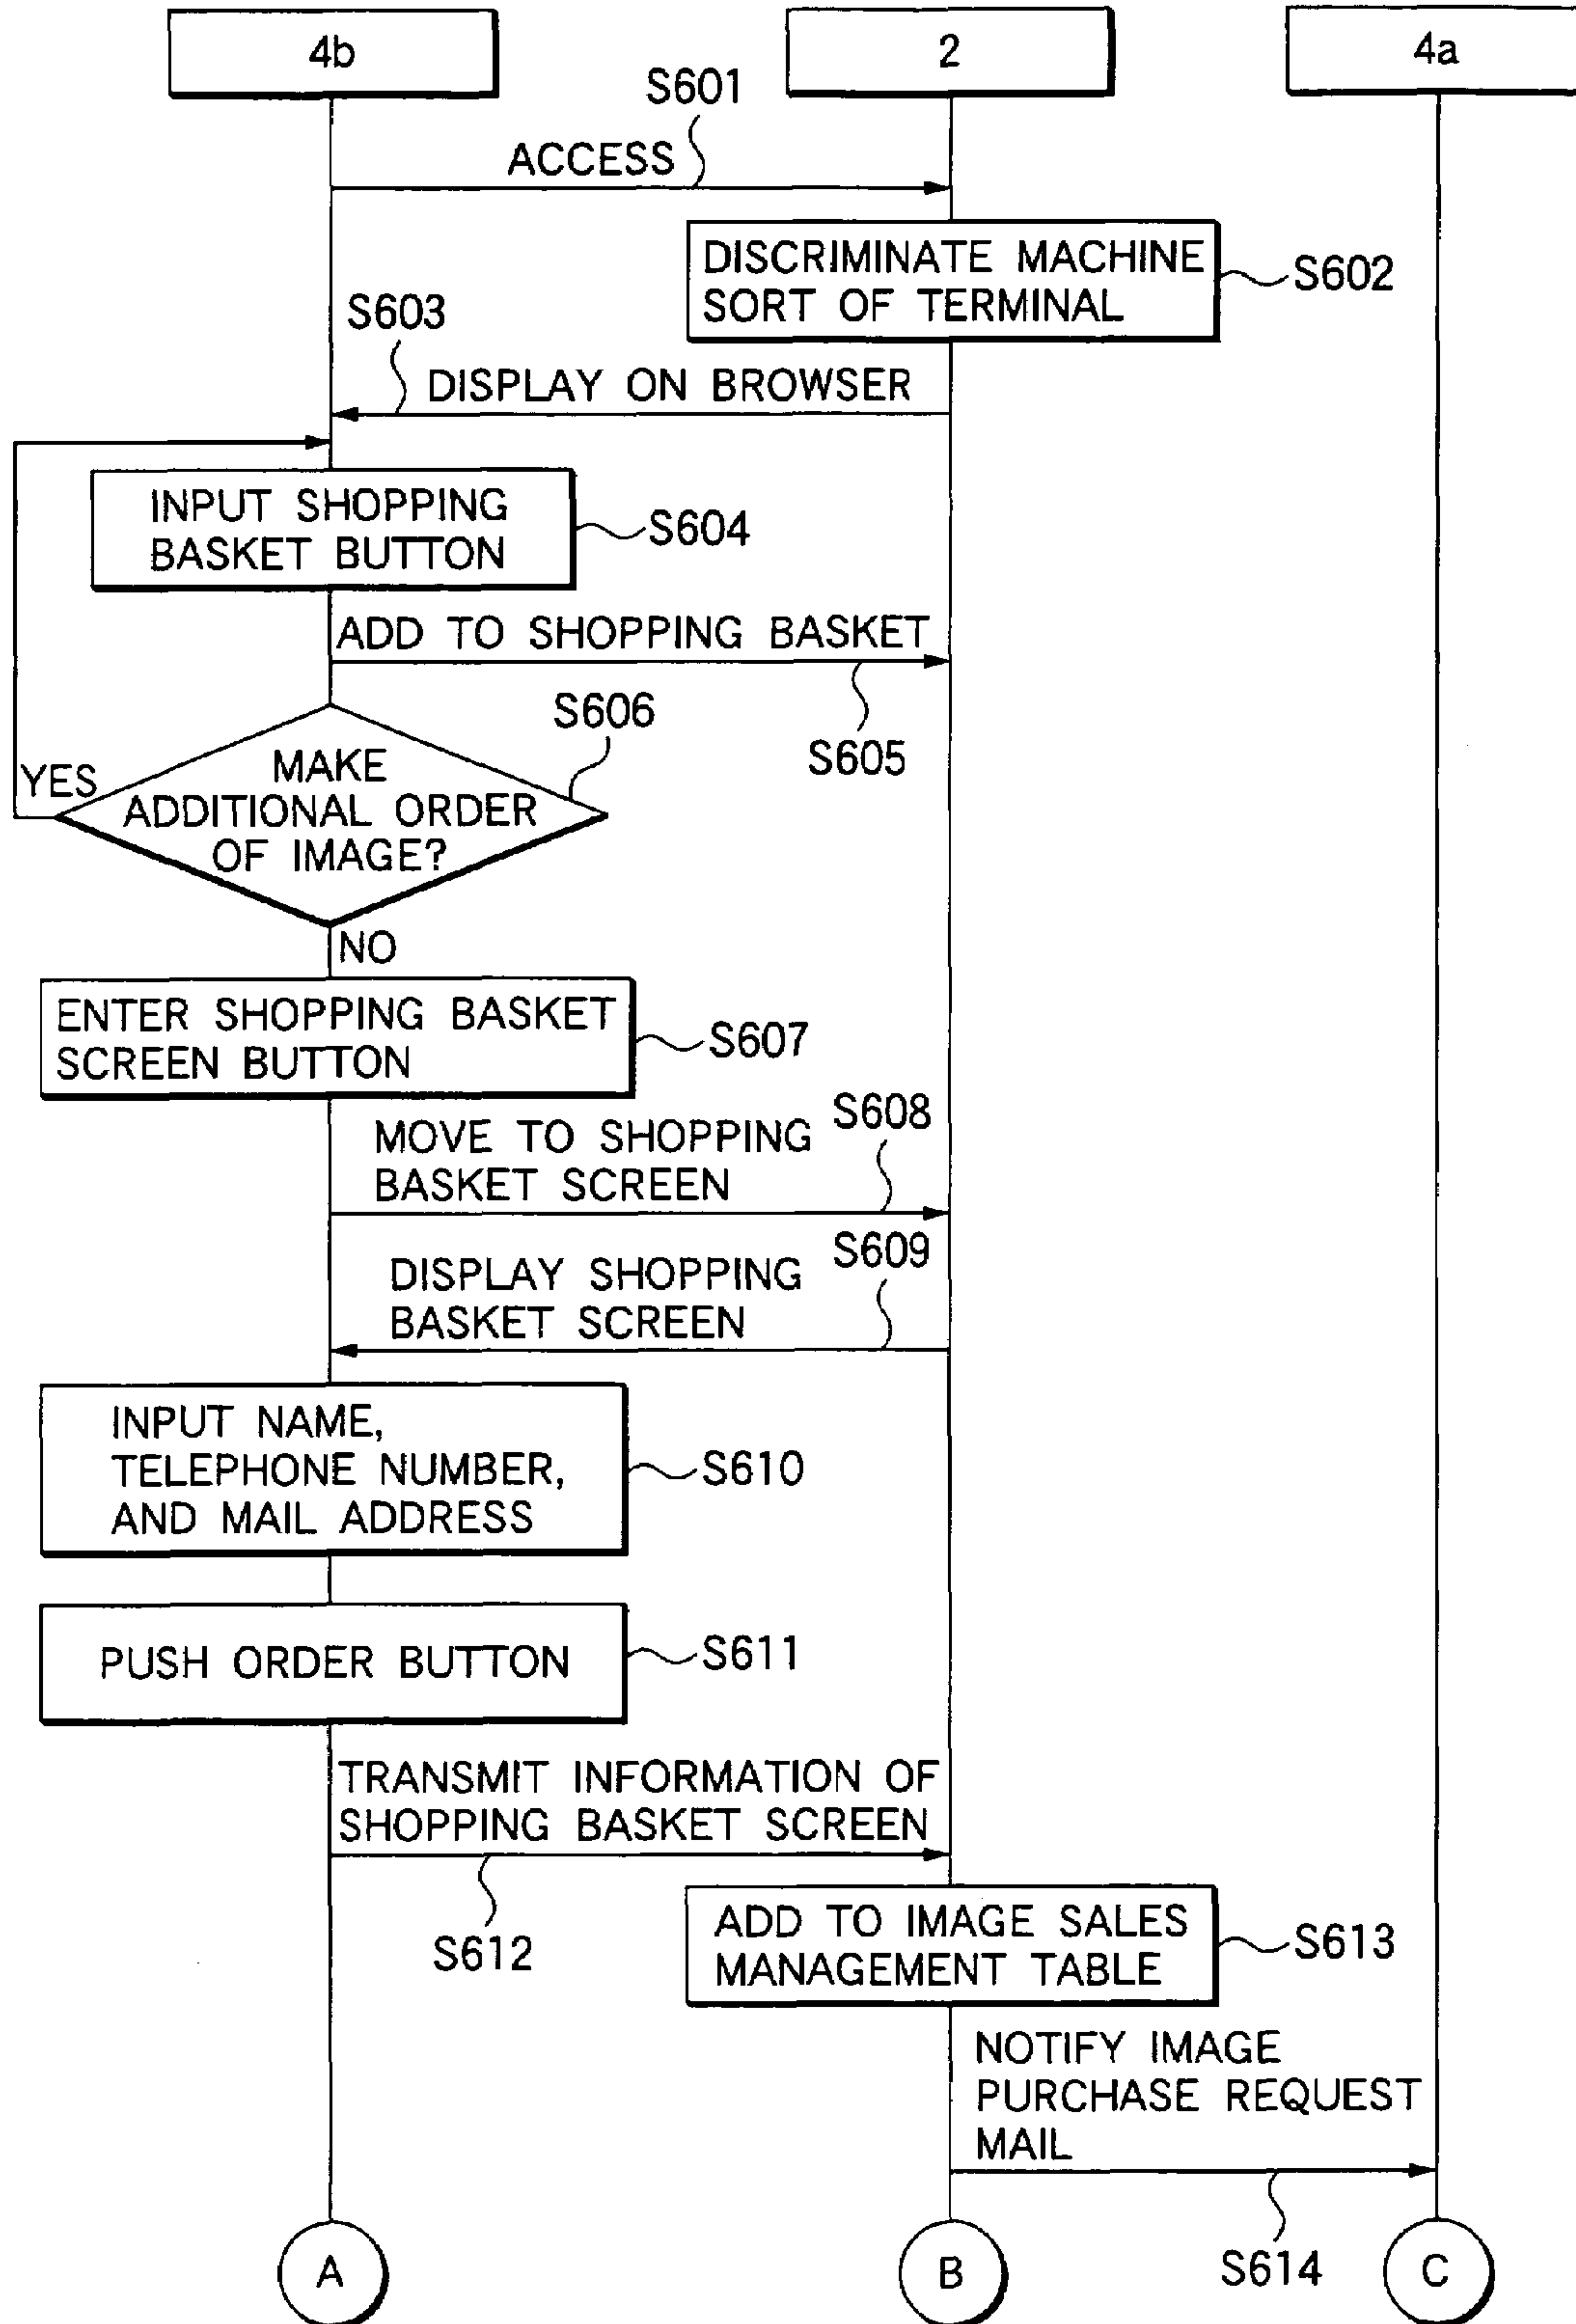 4b
2
4a
S601
ACCESS
DISCRIMINATE MACHINE
SORT OF TERMINAL
S602
S603
DISPLAY ON BROWSER
INPUT SHOPPING
BASKET BUTTON
S604
ADD TO SHOPPING BASKET
S605
S606
YES
MAKE
ADDITIONAL ORDER
OF IMAGE?
NO
ENTER SHOPPING BASKET
SCREEN BUTTON
S607
MOVE TO SHOPPING
BASKET SCREEN
S608
DISPLAY SHOPPING
BASKET SCREEN
S609
INPUT NAME,
TELEPHONE NUMBER,
AND MAIL ADDRESS
S610
PUSH ORDER BUTTON
S611
TRANSMIT INFORMATION OF
SHOPPING BASKET SCREEN
S612
ADD TO IMAGE SALES
MANAGEMENT TABLE
S613
NOTIFY IMAGE
PURCHASE REQUEST
MAIL
S614
A
B
C